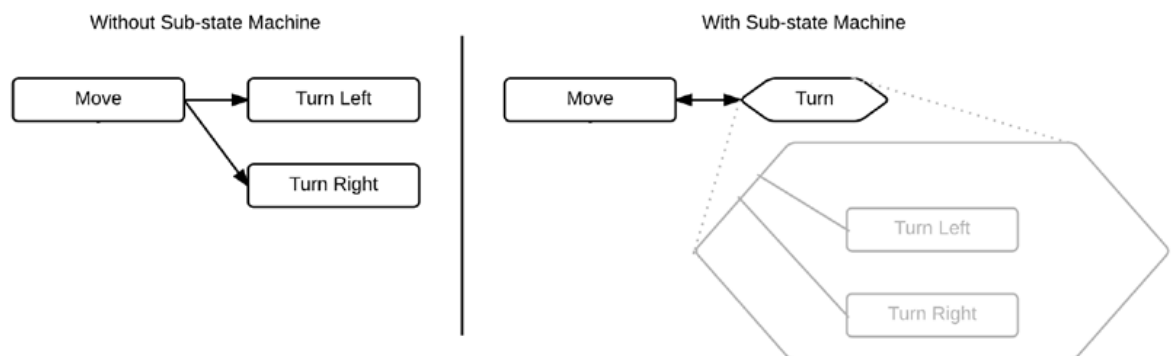 Without Sub-state Machine
Move
Turn Left
Turn Right
With Sub-state Machine
Move
Turn
Turn Left
Turn Right